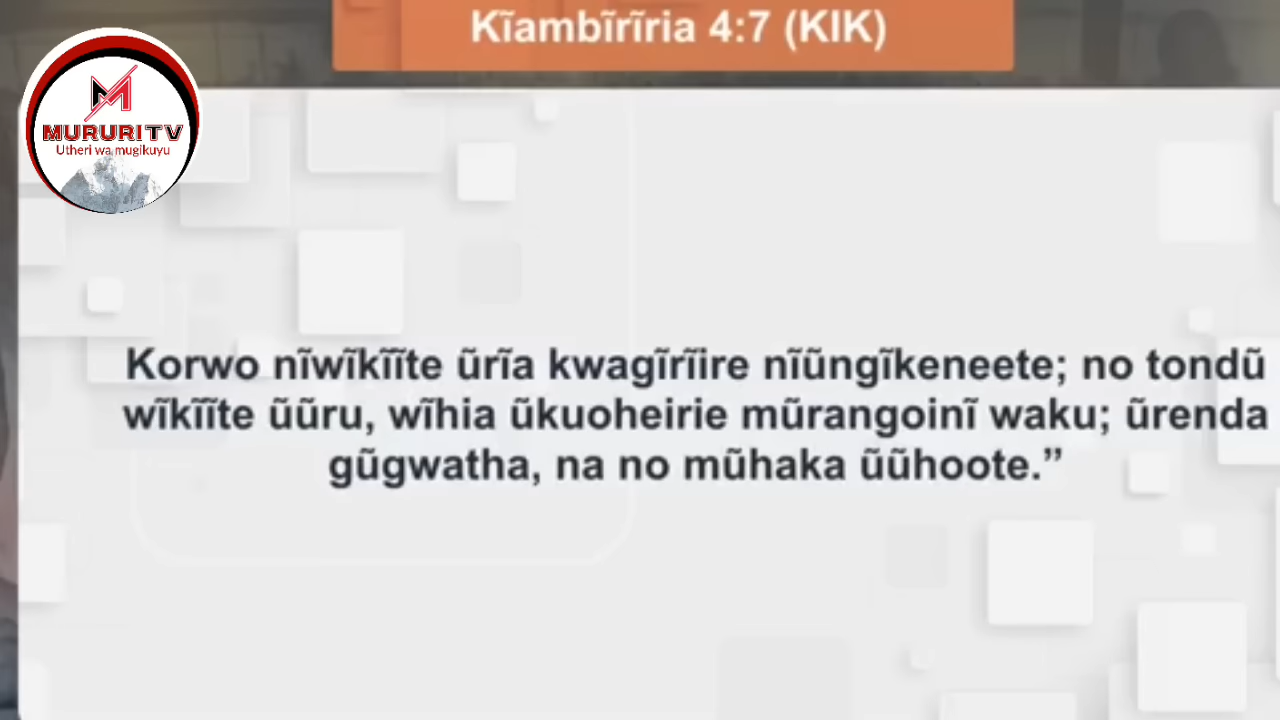 Kĩambĩrĩria 4:7 (KIK)
MURURI TV
Utheri wa mugikuyu
Korwo nĩwĩkĩĩte ũrĩa kwagĩrĩire nĩũngĩkeneete; no tondũ
wĩkĩĩte ũũru, wĩhia ũkuoheirie mũrangoinĩ waku; ũrenda
gũgwatha, na no mũhaka ũũhoote.”